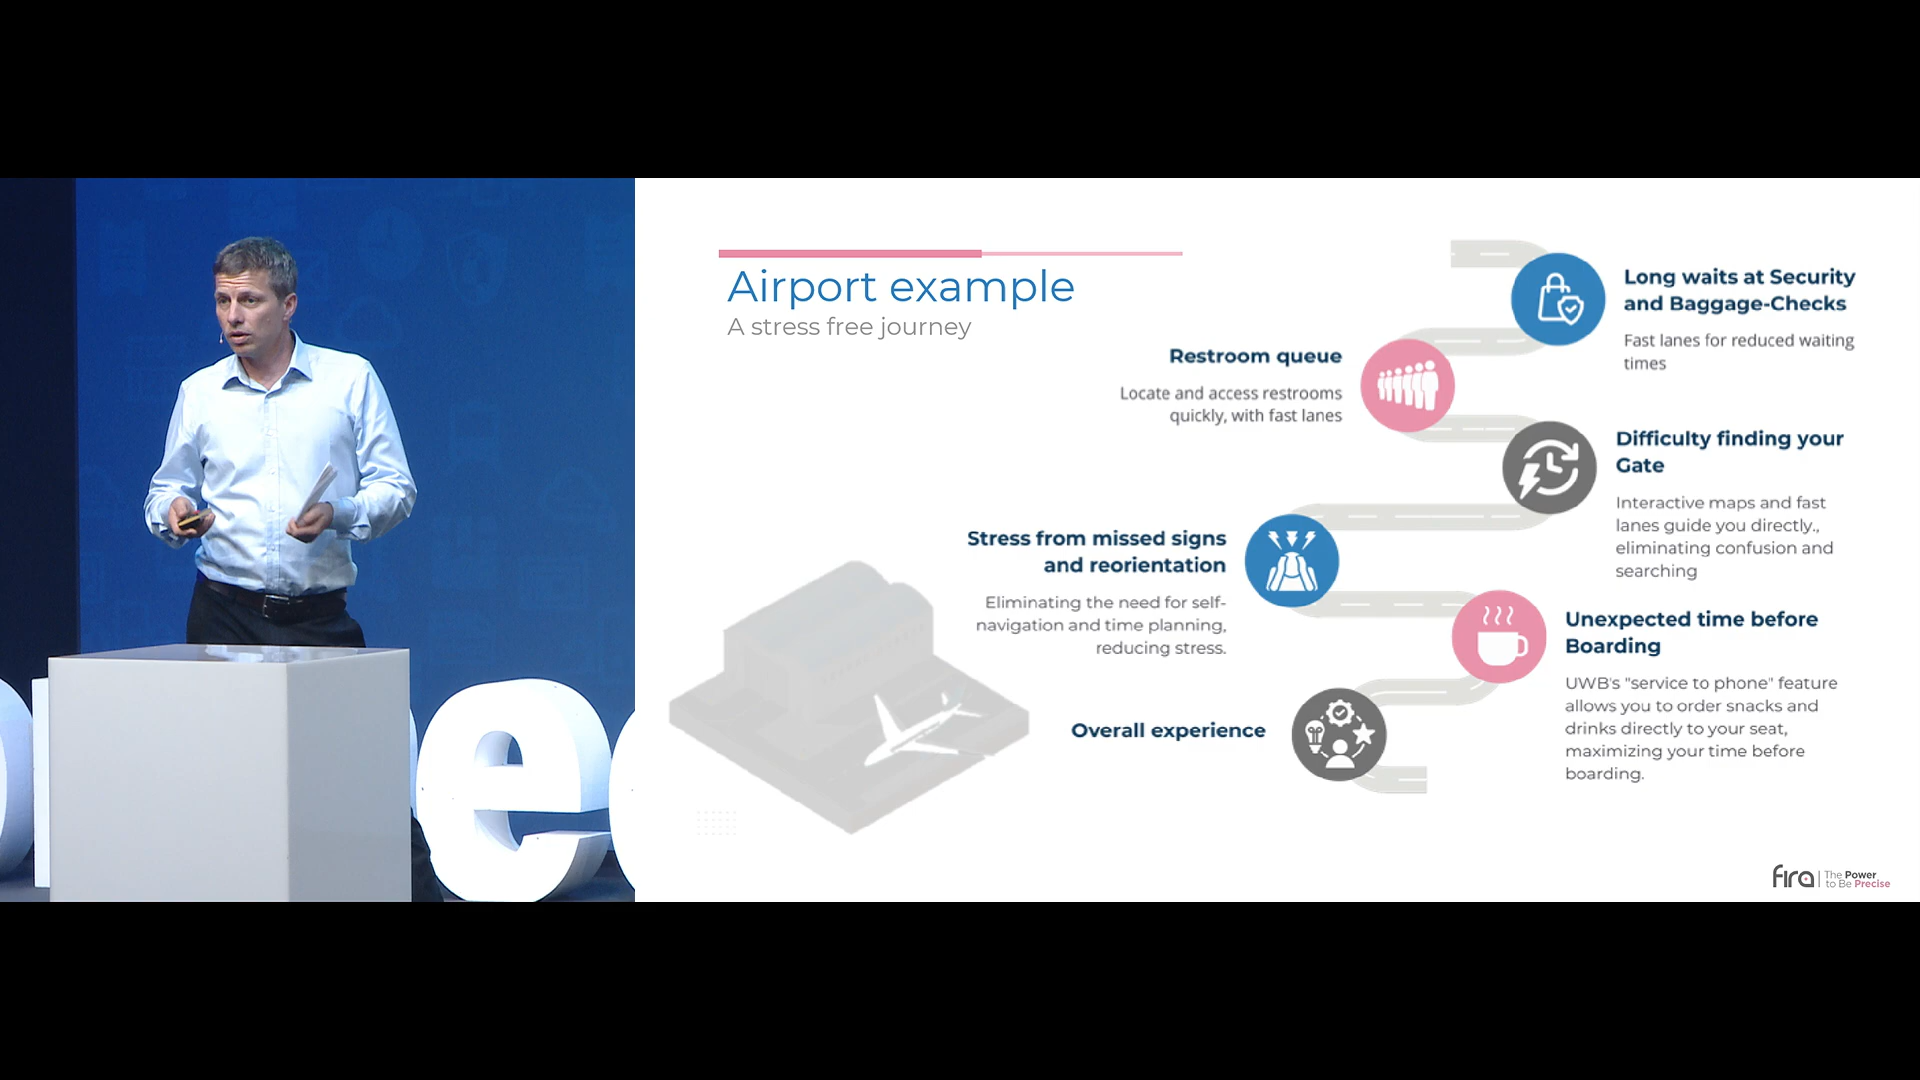 Airport example
A stress free journey
Long waits at Security
and Baggage-Checks
Fast lanes for reduced waiting
times
Restroom queue
Locate and access restrooms
quickly, with fast lanes
Difficulty finding your
Gate
Interactive maps and fast
lanes guide you directly.,
eliminating confusion and
searching
Stress from missed signs
and reorientation
Eliminating the need for self-
navigation and time planning,
reducing stress.
Unexpected time before
Boarding
UWB's "service to phone" feature
allows you to order snacks and
drinks directly to your seat,
maximizing your time before
boarding.
Overall experience
fira | The Power
to Be Precise